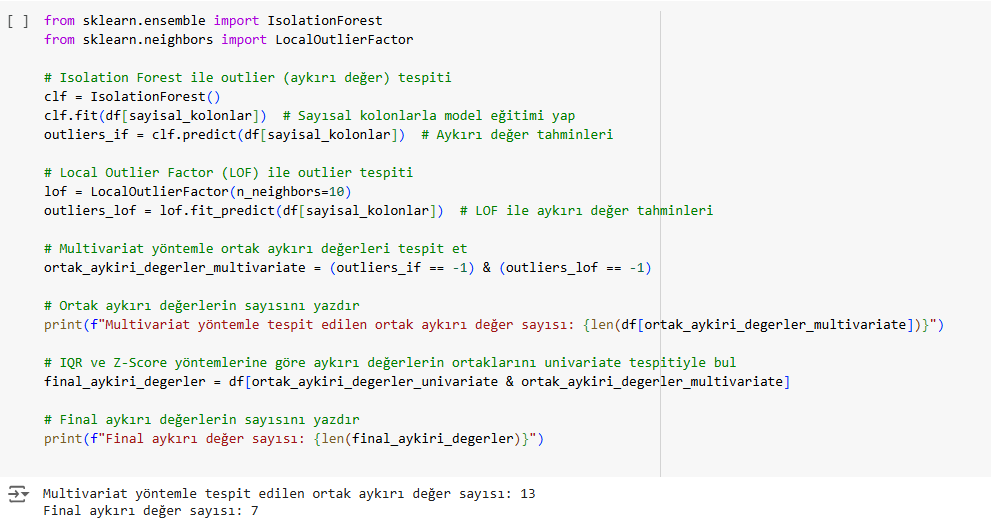 [ ] from sklearn.ensemble import IsolationForest
from sklearn.neighbors import LocalOutlierFactor
# Isolation Forest ile outlier (aykırı değer) tespiti
clf = IsolationForest()
clf.fit(df[sayisal_kolonlar])  # Sayısal kolonlarla model eğitimi yap
outliers_if = clf.predict(df[sayisal_kolonlar])  # Aykırı değer tahminleri
# Local Outlier Factor (LOF) ile outlier tespiti
lof = LocalOutlierFactor(n_neighbors=10)
outliers_lof = lof.fit_predict(df[sayisal_kolonlar])  # LOF ile aykırı değer tahminleri
# Multivariat yöntemle ortak aykırı değerleri tespit et
ortak_aykiri_degerler_multivariate = (outliers_if == -1) & (outliers_lof == -1)
# Ortak aykırı değerlerin sayısını yazdır
print(f"Multivariat yöntemle tespit edilen ortak aykırı değer sayısı: {len(df[ortak_aykiri_degerler_multivariate])}")
# IQR ve Z-Score yöntemlerine göre aykırı değerlerin ortaklarını univariate tespitiyle bul
final_aykiri_degerler = df[ortak_aykiri_degerler_univariate & ortak_aykiri_degerler_multivariate]
# Final aykırı değerlerin sayısını yazdır
print(f"Final aykırı değer sayısı: {len(final_aykiri_degerler)}")
Multivariat yöntemle tespit edilen ortak aykırı değer sayısı: 13
Final aykırı değer sayısı: 7